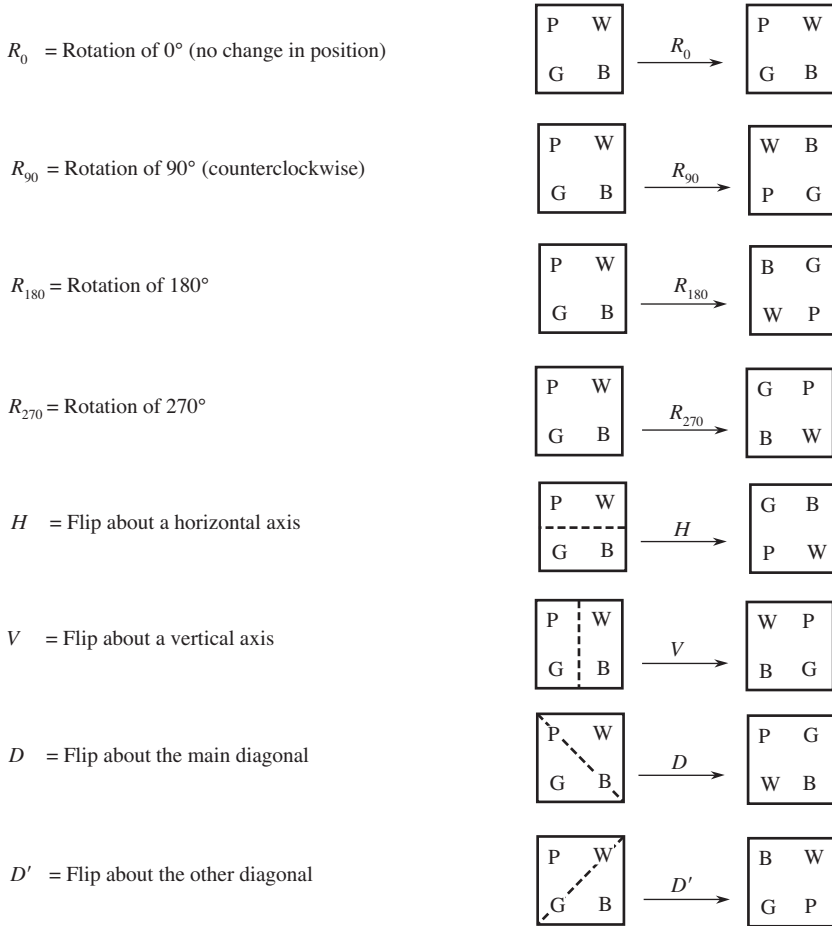 R₀ = Rotation of 0° (no change in position)
P W P W
R₀
G B G B
R₉₀ = Rotation of 90° (counterclockwise)
P W W B
R₉₀
G B P G
R₁₈₀ = Rotation of 180°
P W B G
R₁₈₀
G B W P
R₂₇₀ = Rotation of 270°
P W G P
R₂₇₀
G B B W
H = Flip about a horizontal axis
P W G B
H
G B P W
V = Flip about a vertical axis
P W W P
V
G B B G
D = Flip about the main diagonal
P W P G
D
G B W B
D′ = Flip about the other diagonal
P W B W
D′
G B G P